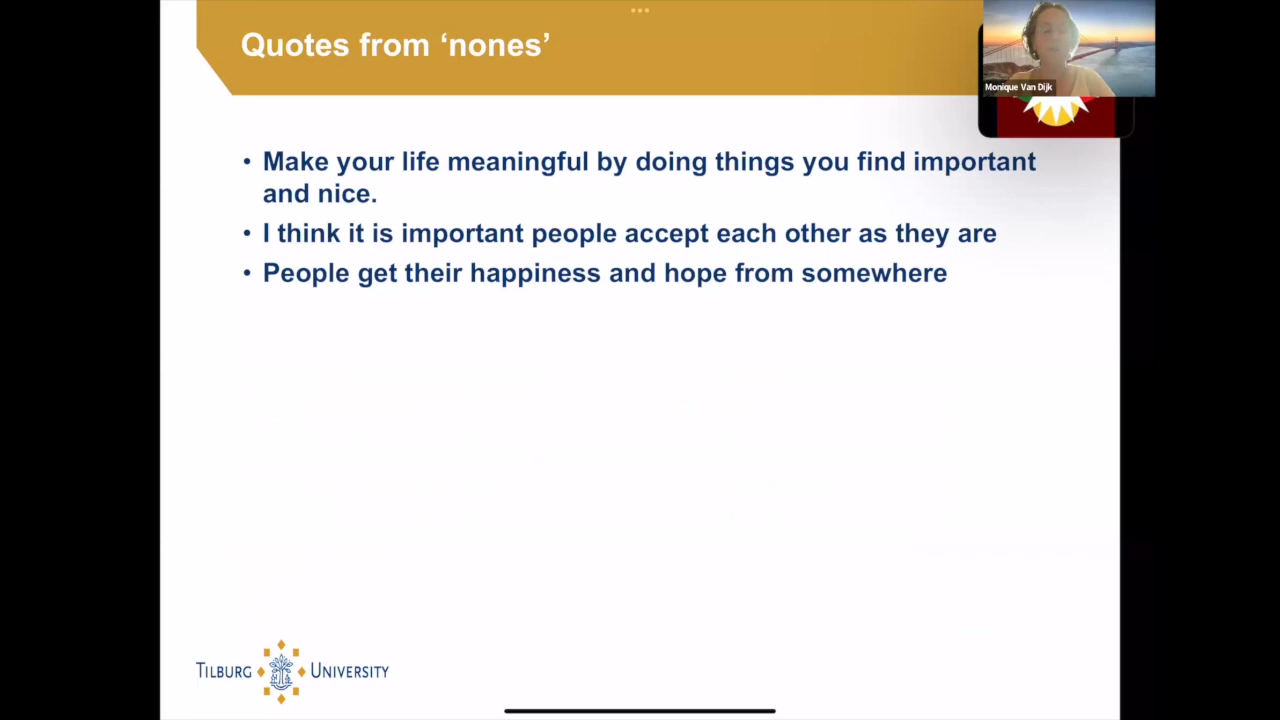 Quotes from ‘nones’
Monique Van Dijk
• Make your life meaningful by doing things you find important
and nice.
• I think it is important people accept each other as they are
• People get their happiness and hope from somewhere
TILBURG UNIVERSITY